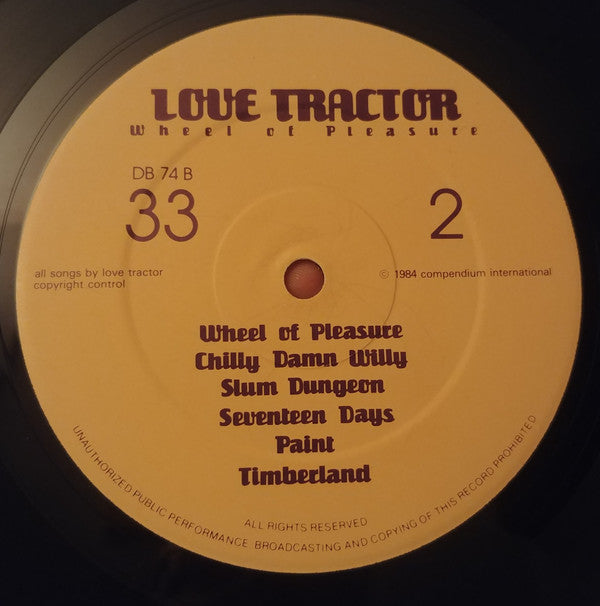 LOVE TRACTOR
Wheel of Pleasure
DB 74 B
33
2
all songs by love tractor
copyright control
© 1984 compendium international
Wheel of Pleasure
Chilly Damn Willy
Slum Dungeon
Seventeen Days
Paint
Timberland
ALL RIGHTS RESERVED
UNAUTHORIZED PUBLIC PERFORMANCE BROADCASTING AND COPYING OF THIS RECORD PROHIBITED